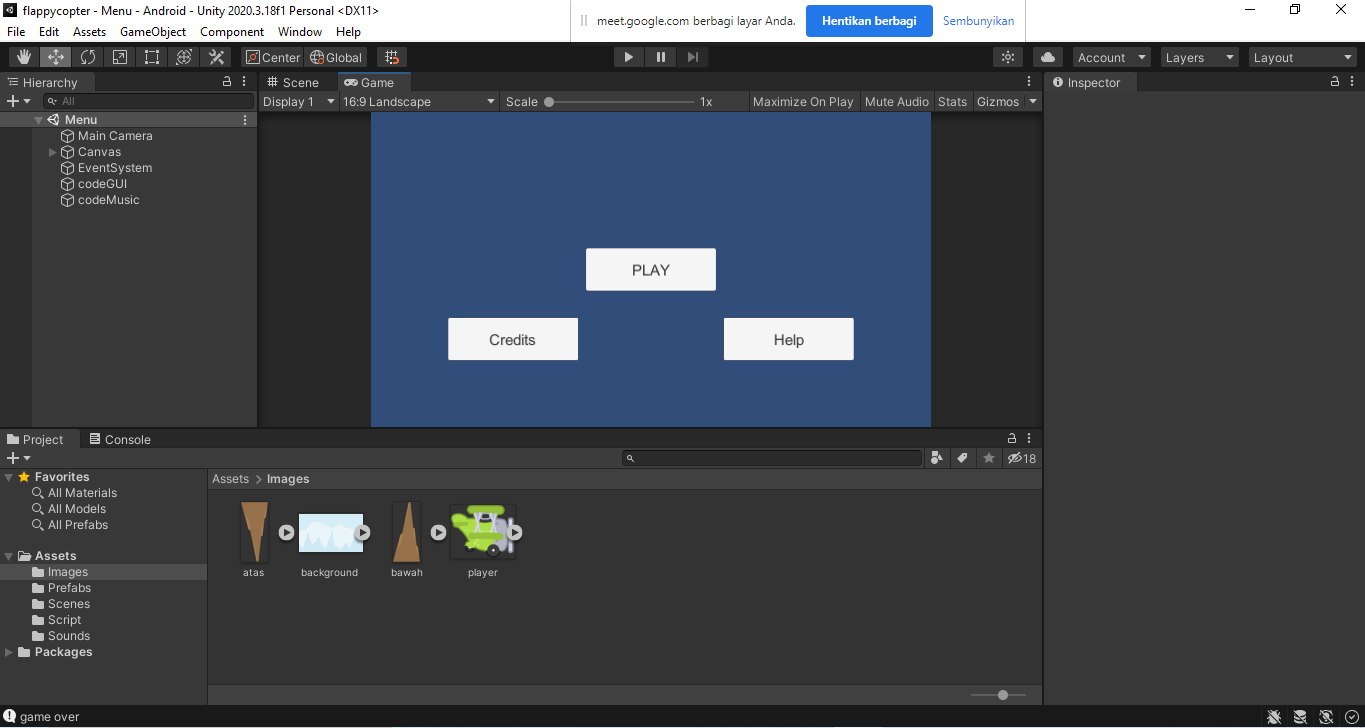 flappycopter - Menu - Android - Unity 2020.3.18f1 Personal <DX11>
meet.google.com berbagi layar Anda. Hentikan berbagi Sembunyikan
File Edit Assets GameObject Component Window Help
Center Global Account Layers Layout
Hierarchy
All
Menu
Main Camera
Canvas
EventSystem
codeGUI
codeMusic
Scene Game
Display 1 16:9 Landscape Scale 1x Maximize On Play Mute Audio Stats Gizmos
PLAY
Credits Help
Inspector
Project Console
18
Favorites
All Materials
All Models
All Prefabs
Assets
Images
Prefabs
Scenes
Script
Sounds
Packages
Assets > Images
atas background bawah player
game over